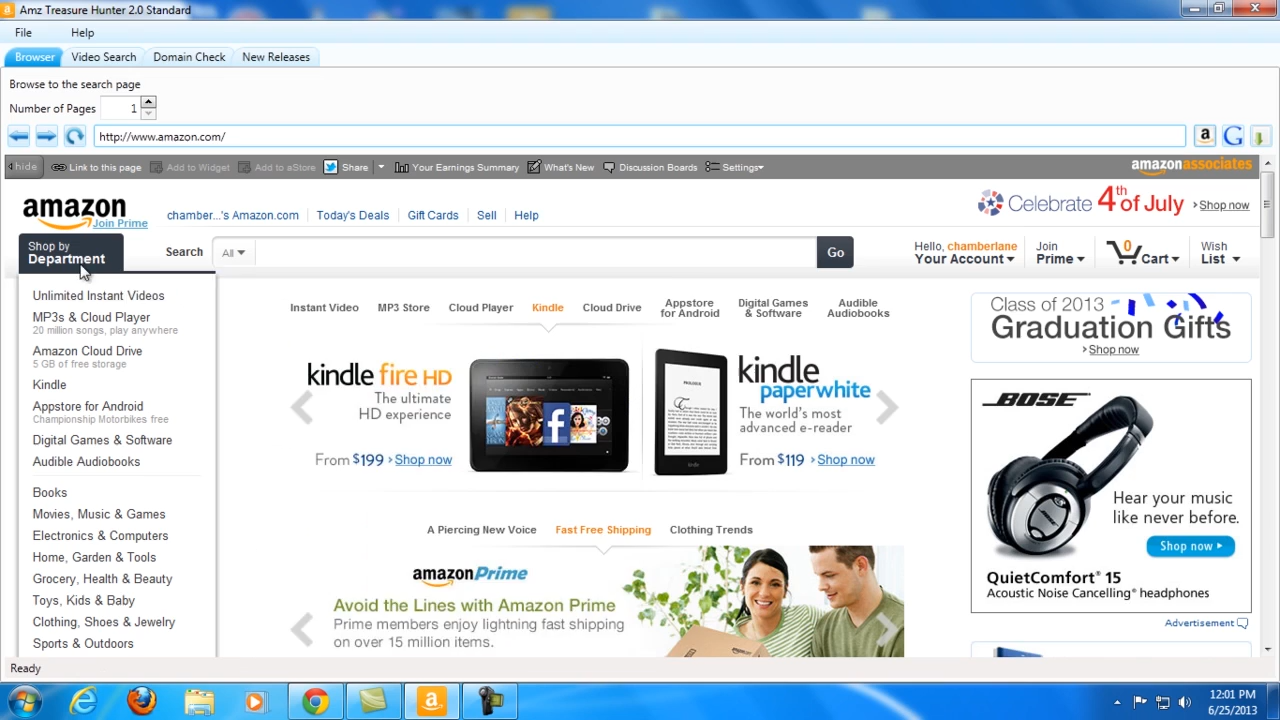 Amz Treasure Hunter 2.0 Standard
File Help
Browser Video Search Domain Check New Releases
Browse to the search page
Number of Pages 1
http://www.amazon.com/
hide Link to this page Add to Widget Add to aStore Share Your Earnings Summary What's New Discussion Boards Settings amazonassociates
amazon
Join Prime
chamber...'s Amazon.com Today's Deals Gift Cards Sell Help
Celebrate 4th of July Shop now
Shop by
Department
Search All Go
Hello, chamberlane
Your Account
Join
Prime
0
Cart
Wish
List
Unlimited Instant Videos
MP3s & Cloud Player
20 million songs, play anywhere
Amazon Cloud Drive
5 GB of free storage
Kindle
Appstore for Android
Championship Motorbikes free
Digital Games & Software
Audible Audiobooks
Books
Movies, Music & Games
Electronics & Computers
Home, Garden & Tools
Grocery, Health & Beauty
Toys, Kids & Baby
Clothing, Shoes & Jewelry
Sports & Outdoors
Instant Video MP3 Store Cloud Player Kindle Cloud Drive Appstore for Android Digital Games & Software Audible Audiobooks
kindle fire HD
The ultimate
HD experience
From $199 Shop now
kindle
paperwhite
The world's most
advanced e-reader
From $119 Shop now
A Piercing New Voice Fast Free Shipping Clothing Trends
amazonPrime
Avoid the Lines with Amazon Prime
Prime members enjoy lightning fast shipping
on over 15 million items.
Class of 2013
Graduation Gifts
Shop now
BOSE
Hear your music
like never before.
Shop now
QuietComfort® 15
Acoustic Noise Cancelling® headphones
Advertisement
Ready
12:01 PM
6/25/2013